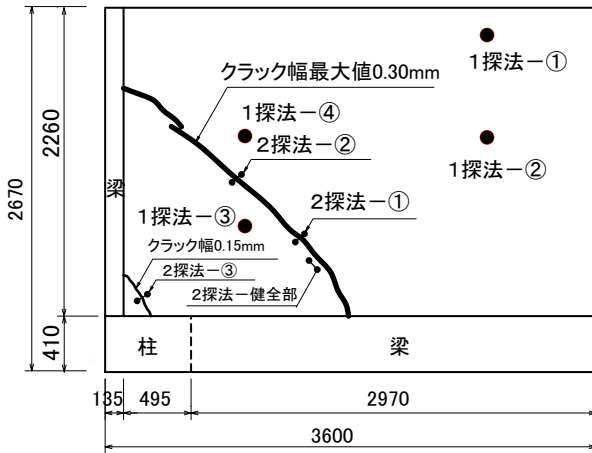 1探法－①
クラック幅最大値0.30mm
1探法－④
2探法－②
1探法－②
梁
2探法－①
1探法－③
クラック幅0.15mm
2探法－③
2探法－健全部
2260
2670
410
柱
梁
135
495
2970
3600